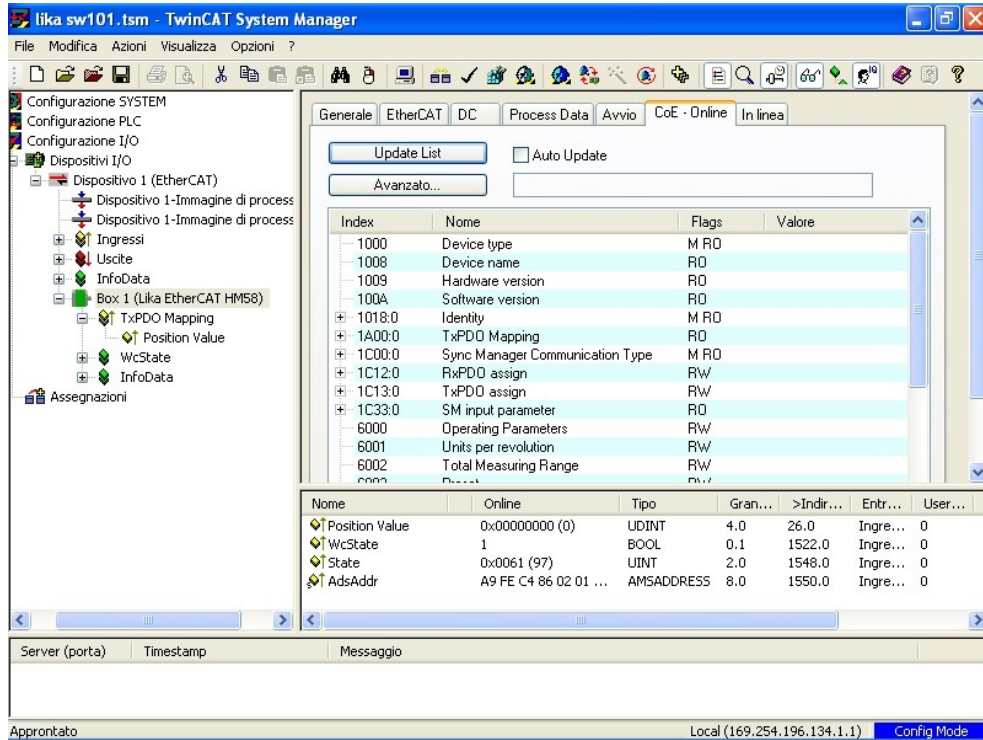 lika sw101.tsm - TwinCAT System Manager
File Modifica Azioni Visualizza Opzioni ?
Configurazione SYSTEM
Configurazione PLC
Configurazione I/O
Dispositivi I/O
Dispositivo 1 (EtherCAT)
Dispositivo 1-Immagine di process
Dispositivo 1-Immagine di process
Ingressi
Uscite
InfoData
Box 1 (Lika EtherCAT HM58)
TxPDO Mapping
Position Value
WcState
InfoData
Assegnazioni
Generale EtherCAT DC Process Data Avvio CoE - Online In linea
Update List Auto Update
Avanzato...
Index Nome Flags Valore
1000 Device type M RO
1008 Device name RO
1009 Hardware version RO
100A Software version RO
1018:0 Identity M RO
1A00:0 TxPDO Mapping RO
1C00:0 Sync Manager Communication Type M RO
1C12:0 RxPDO assign RW
1C13:0 TxPDO assign RW
1C33:0 SM input parameter RO
6000 Operating Parameters RW
6001 Units per revolution RW
6002 Total Measuring Range RW
Nome Online Tipo Gran... >Indir... Entr... User...
Position Value 0x00000000 (0) UDINT 4.0 26.0 Ingre... 0
WcState 1 BOOL 0.1 1522.0 Ingre... 0
State 0x0061 (97) UINT 2.0 1548.0 Ingre... 0
AdsAddr A9 FE C4 86 02 01 ... AMSADDRESS 8.0 1550.0 Ingre... 0
Server (porta) Timestamp Messaggio
Approntato Local (169.254.196.134.1.1) Config Mode